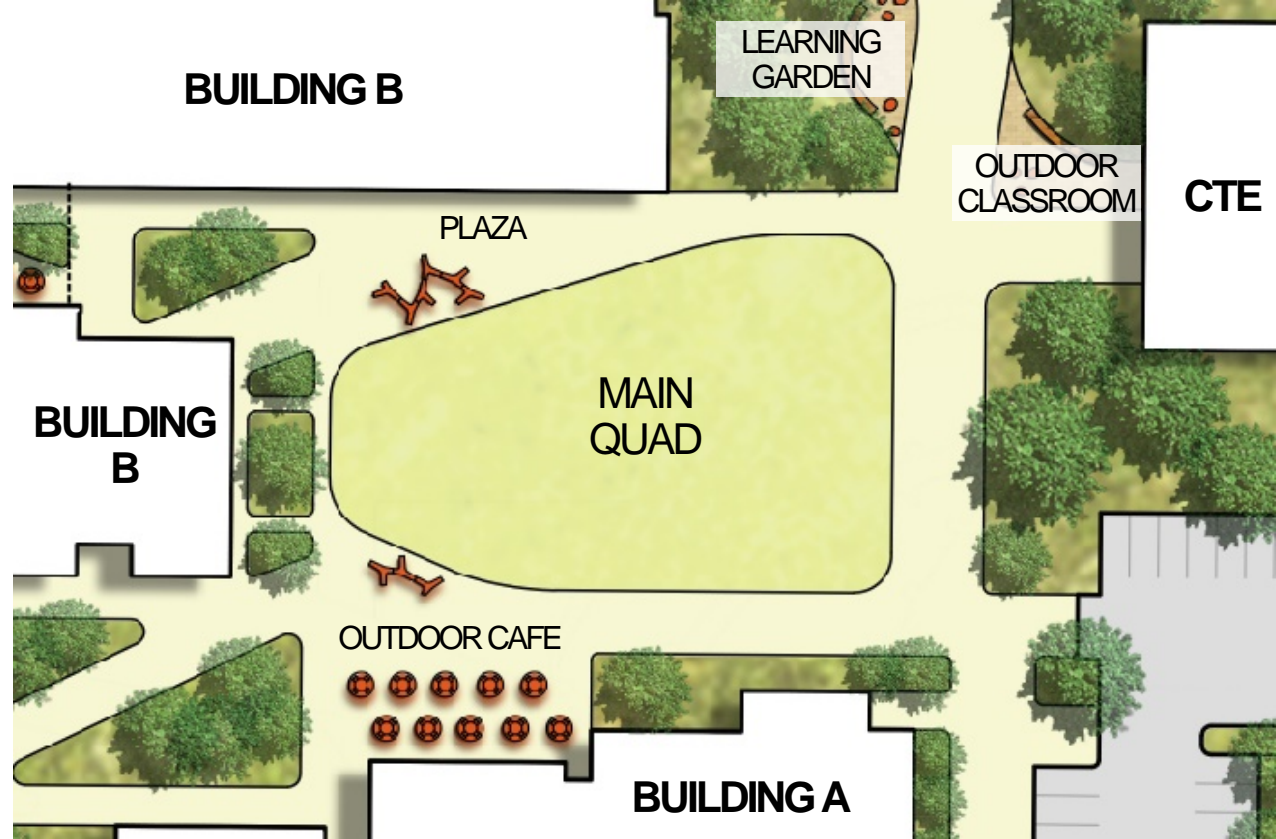 BUILDING B
LEARNING
GARDEN
OUTDOOR
CLASSROOM
CTE
PLAZA
MAIN
QUAD
BUILDING
B
OUTDOOR CAFE
BUILDING A